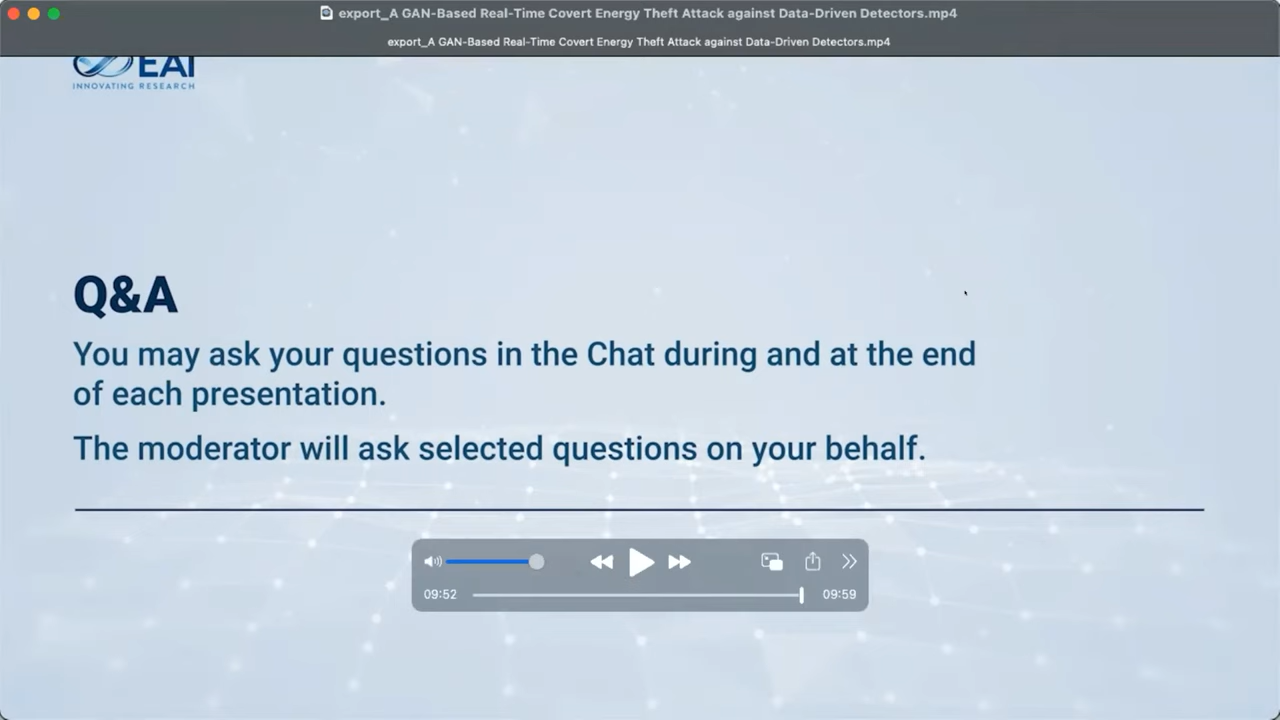 export_A GAN-Based Real-Time Covert Energy Theft Attack against Data-Driven Detectors.mp4
export_A GAN-Based Real-Time Covert Energy Theft Attack against Data-Driven Detectors.mp4
EAI
INNOVATING RESEARCH
Q&A
You may ask your questions in the Chat during and at the end
of each presentation.
The moderator will ask selected questions on your behalf.
09:52
09:59